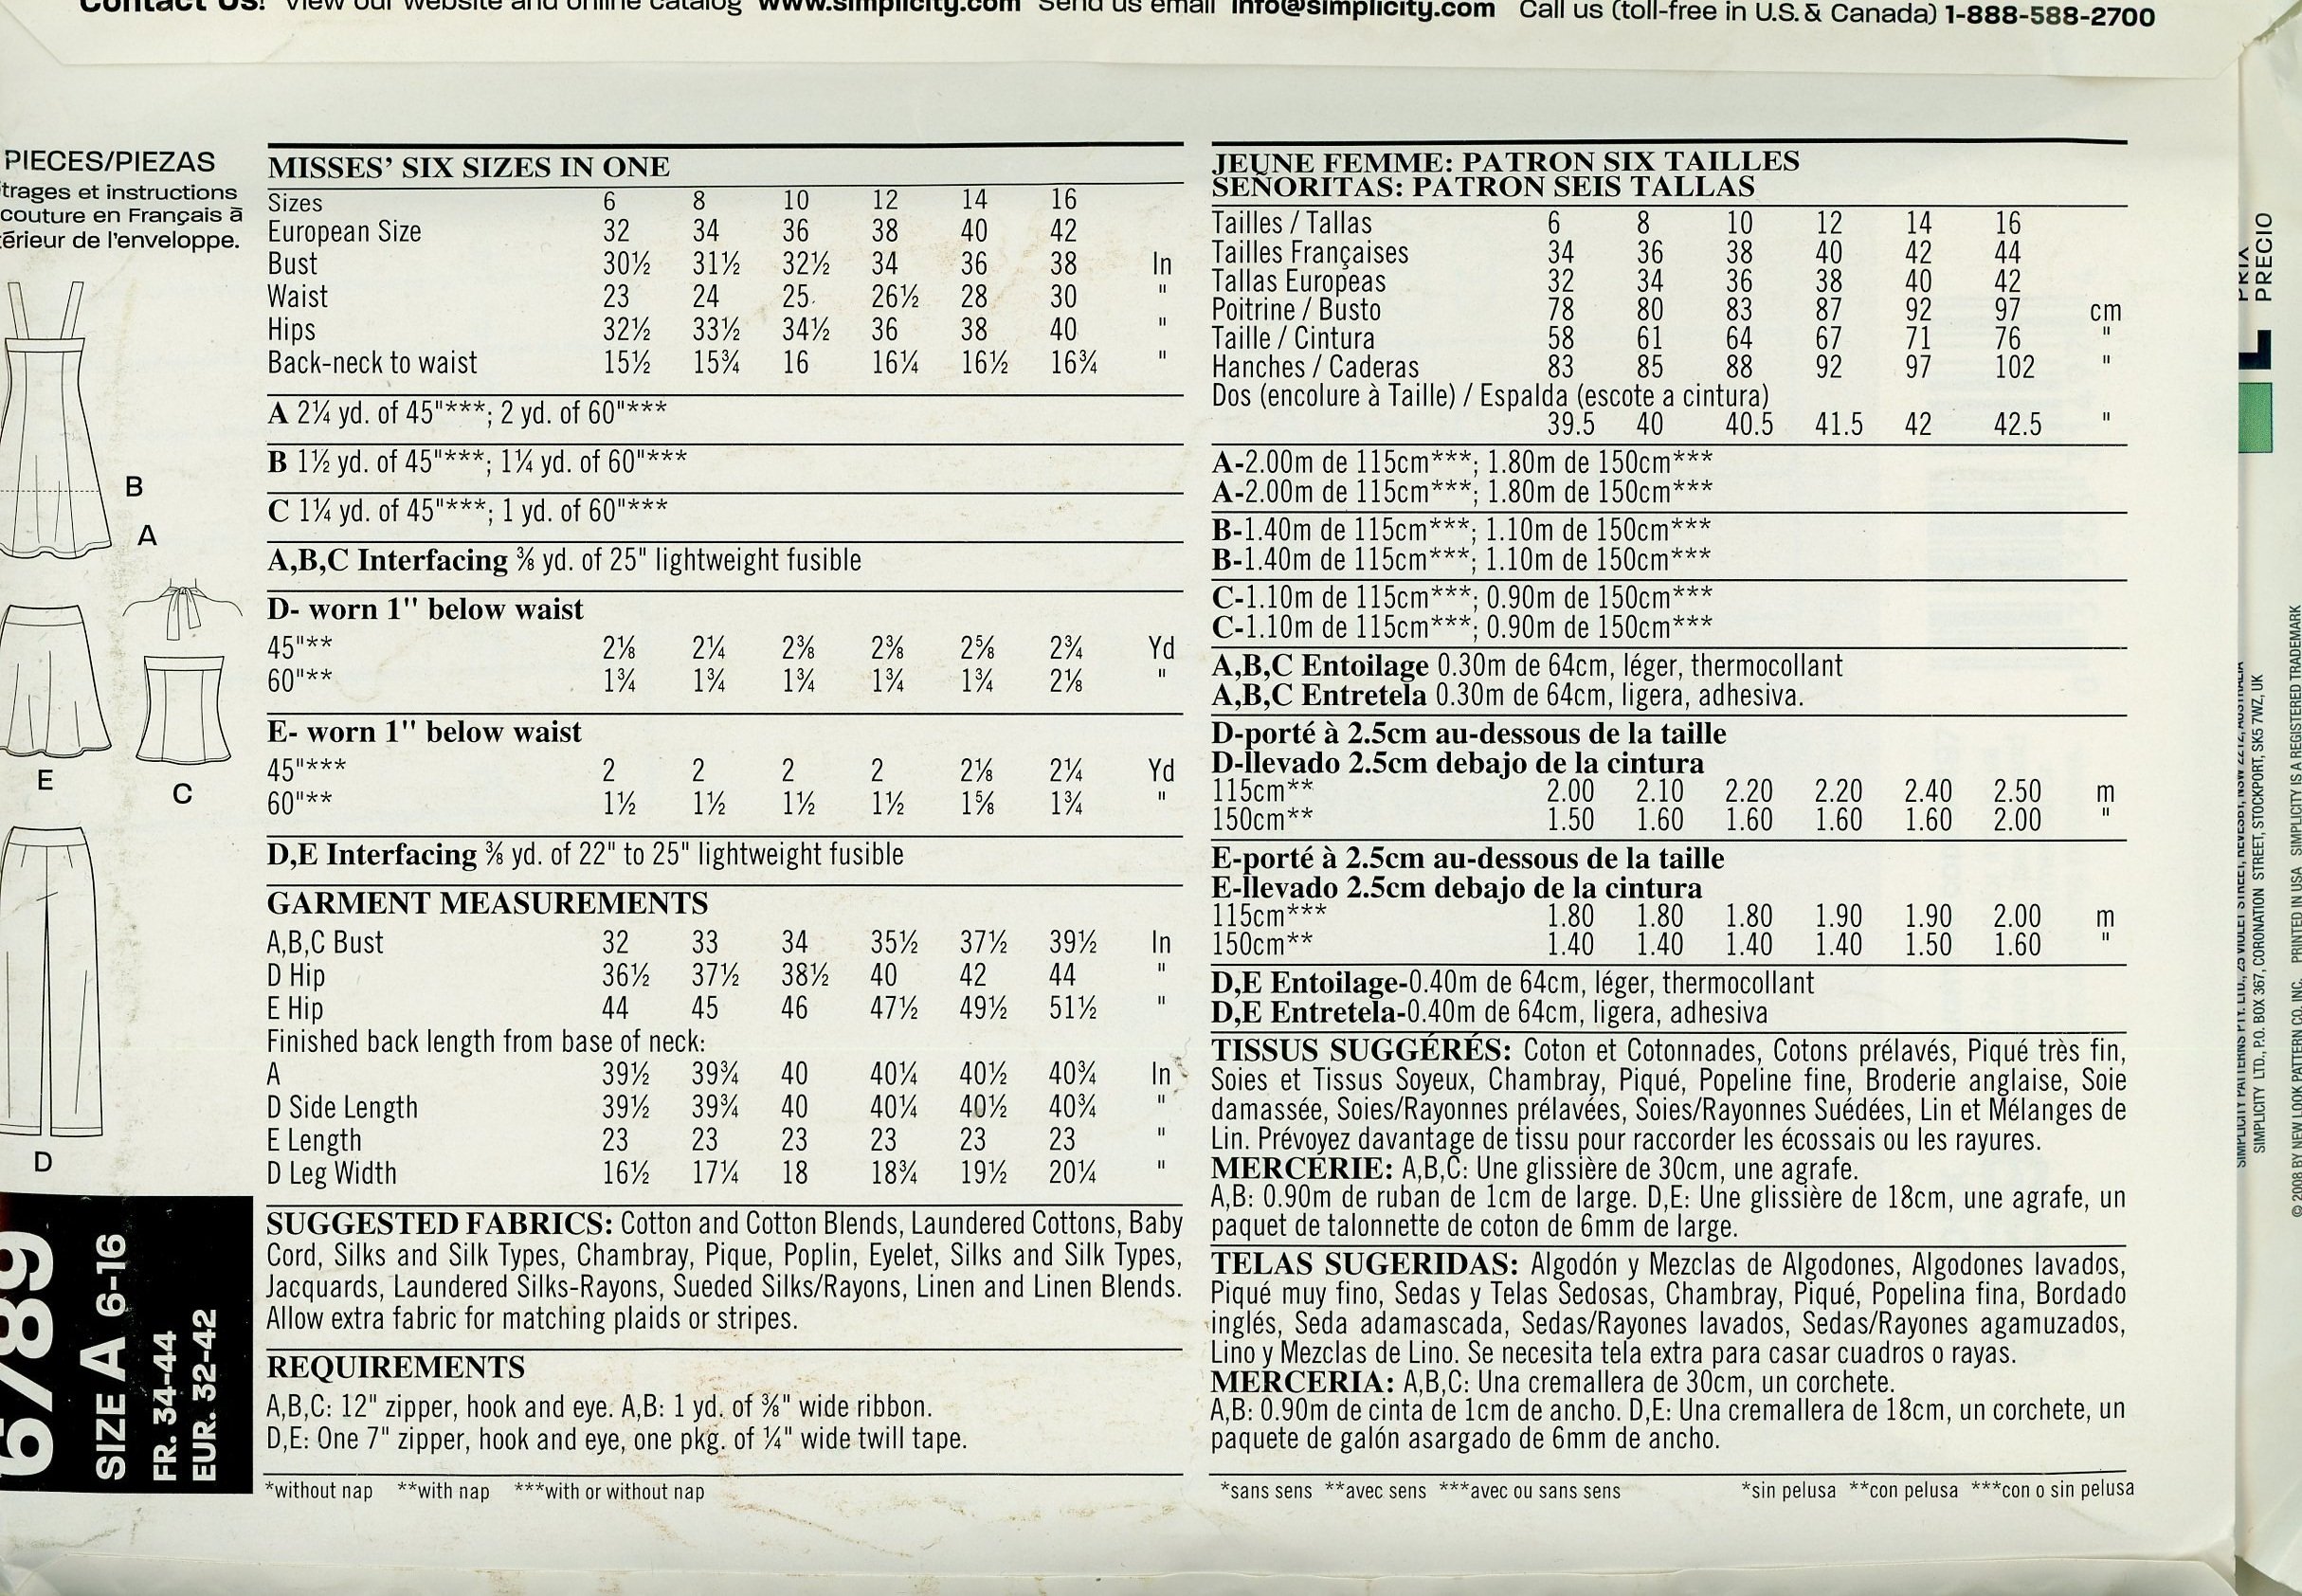 Contact Us! View our website and online catalog www.simplicity.com Send us email info@simplicity.com Call us (toll-free in U.S. & Canada) 1-888-588-2700
PIECES/PIEZAS
trages et instructions
couture en Français à
érieur de l'enveloppe.
B
A
E
C
D
6789
SIZE A 6-16
FR. 34-44
EUR. 32-42
MISSES' SIX SIZES IN ONE
Sizes 6 8 10 12 14 16
European Size 32 34 36 38 40 42
Bust 30½ 31½ 32½ 34 36 38 In
Waist 23 24 25 26½ 28 30 "
Hips 32½ 33½ 34½ 36 38 40 "
Back-neck to waist 15½ 15¾ 16 16¼ 16½ 16¾ "
A 2¼ yd. of 45"***; 2 yd. of 60"***
B 1½ yd. of 45"***; 1¼ yd. of 60"***
C 1¼ yd. of 45"***; 1 yd. of 60"***
A,B,C Interfacing ⅜ yd. of 25" lightweight fusible
D- worn 1" below waist
45"** 2⅛ 2¼ 2⅜ 2⅜ 2⅝ 2¾ Yd
60"** 1¾ 1¾ 1¾ 1¾ 1¾ 2⅛ "
E- worn 1" below waist
45"*** 2 2 2 2 2⅛ 2¼ Yd
60"** 1½ 1½ 1½ 1½ 1⅝ 1¾ "
D,E Interfacing ⅜ yd. of 22" to 25" lightweight fusible
GARMENT MEASUREMENTS
A,B,C Bust 32 33 34 35½ 37½ 39½ In
D Hip 36½ 37½ 38½ 40 42 44 "
E Hip 44 45 46 47½ 49½ 51½ "
Finished back length from base of neck:
A 39½ 39¾ 40 40¼ 40½ 40¾ In
D Side Length 39½ 39¾ 40 40¼ 40½ 40¾ "
E Length 23 23 23 23 23 23 "
D Leg Width 16½ 17¼ 18 18¾ 19½ 20¼ "
SUGGESTED FABRICS: Cotton and Cotton Blends, Laundered Cottons, Baby
Cord, Silks and Silk Types, Chambray, Pique, Poplin, Eyelet, Silks and Silk Types,
Jacquards, Laundered Silks-Rayons, Sueded Silks/Rayons, Linen and Linen Blends.
Allow extra fabric for matching plaids or stripes.
REQUIREMENTS
A,B,C: 12" zipper, hook and eye. A,B: 1 yd. of ⅜" wide ribbon.
D,E: One 7" zipper, hook and eye, one pkg. of ¼" wide twill tape.
*without nap **with nap ***with or without nap
JEUNE FEMME: PATRON SIX TAILLES
SEÑORITAS: PATRON SEIS TALLAS
Tailles / Tallas 6 8 10 12 14 16
Tailles Françaises 34 36 38 40 42 44
Tallas Européas 32 34 36 38 40 42
Poitrine / Busto 78 80 83 87 92 97 cm
Taille / Cintura 58 61 64 67 71 76 "
Hanches / Caderas 83 85 88 92 97 102 "
Dos (encolure à Taille) / Espalda (escote a cintura)
39.5 40 40.5 41.5 42 42.5 "
A-2.00m de 115cm***; 1.80m de 150cm***
A-2.00m de 115cm***; 1.80m de 150cm***
B-1.40m de 115cm***; 1.10m de 150cm***
B-1.40m de 115cm***; 1.10m de 150cm***
C-1.10m de 115cm***; 0.90m de 150cm***
C-1.10m de 115cm***; 0.90m de 150cm***
A,B,C Entoilage 0.30m de 64cm, léger, thermocollant
A,B,C Entretela 0.30m de 64cm, ligera, adhesiva.
D-porté à 2.5cm au-dessous de la taille
D-llevado 2.5cm debajo de la cintura
115cm** 2.00 2.10 2.20 2.20 2.40 2.50 m
150cm** 1.50 1.60 1.60 1.60 1.60 2.00 "
E-porté à 2.5cm au-dessous de la taille
E-llevado 2.5cm debajo de la cintura
115cm*** 1.80 1.80 1.80 1.90 1.90 2.00 m
150cm** 1.40 1.40 1.40 1.40 1.50 1.60 "
D,E Entoilage-0.40m de 64cm, léger, thermocollant
D,E Entretela-0.40m de 64cm, ligera, adhesiva
TISSUS SUGGÉRÉS: Coton et Cotonnades, Cotons prélavés, Piqué très fin,
Soies et Tissus Soyeux, Chambray, Piqué, Popeline fine, Broderie anglaise, Soie
damassée, Soies/Rayonnes prélavées, Soies/Rayonnes Suédées, Lin et Mélanges de
Lin. Prévoyez davantage de tissu pour raccorder les écossais ou les rayures.
MERCERIE: A,B,C: Une glissière de 30cm, une agrafe.
A,B: 0.90m de ruban de 1cm de large. D,E: Une glissière de 18cm, une agrafe, un
paquet de talonnette de coton de 6mm de large.
TELAS SUGERIDAS: Algodón y Mezclas de Algodones, Algodones lavados,
Piqué muy fino, Sedas y Telas Sedosas, Chambray, Piqué, Popelina fina, Bordado
inglés, Seda adamascada, Sedas/Rayones lavados, Sedas/Rayones agamuzados,
Lino y Mezclas de Lino. Se necesita tela extra para casar cuadros o rayas.
MERCERIA: A,B,C: Una cremallera de 30cm, un corchete.
A,B: 0.90m de cinta de 1cm de ancho. D,E: Una cremallera de 18cm, un corchete, un
paquete de galón asargado de 6mm de ancho.
*sans sens **avec sens ***avec ou sans sens *sin pelusa **con pelusa ***con o sin pelusa
PRIX
PRECIO
SIMPLICITY PATTERNS PTY. LTD., 25 VIOLET STREET, REVESBY, NSW 2212, AUSTRALIA
SIMPLICITY LTD., P.O. BOX 367, CORONATION STREET, STOCKPORT, SK5 7WZ, UK
© 2008 BY NEW LOOK PATTERN CO. INC. PRINTED IN USA SIMPLICITY IS A REGISTERED TRADEMARK